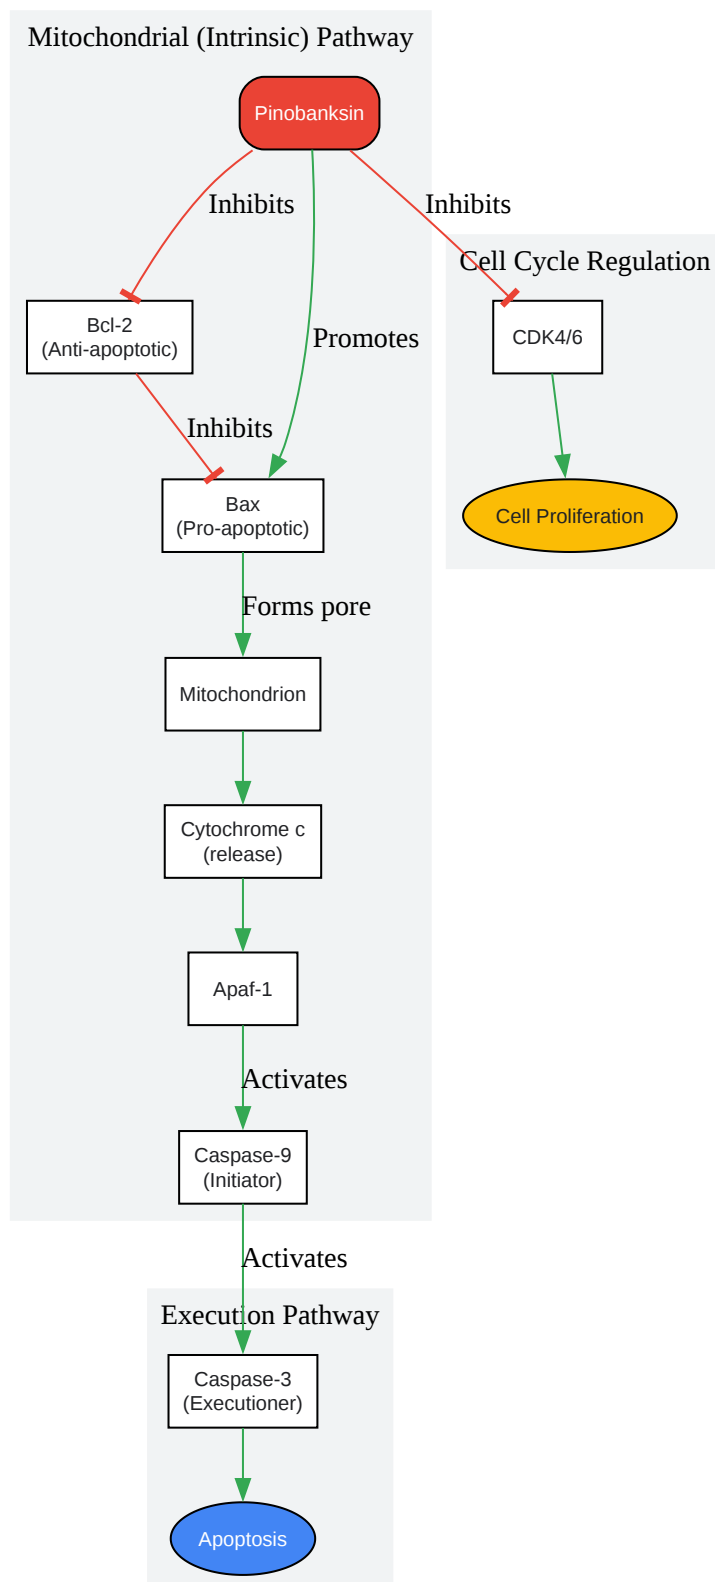 Mitochondrial (Intrinsic) Pathway
Pinobanksin
Inhibits
Inhibits
Cell Cycle Regulation
Bcl-2
(Anti-apoptotic)
Promotes
CDK4/6
Inhibits
Bax
(Pro-apoptotic)
Cell Proliferation
Forms pore
Mitochondrion
Cytochrome c
(release)
Apaf-1
Activates
Caspase-9
(Initiator)
Activates
Execution Pathway
Caspase-3
(Executioner)
Apoptosis